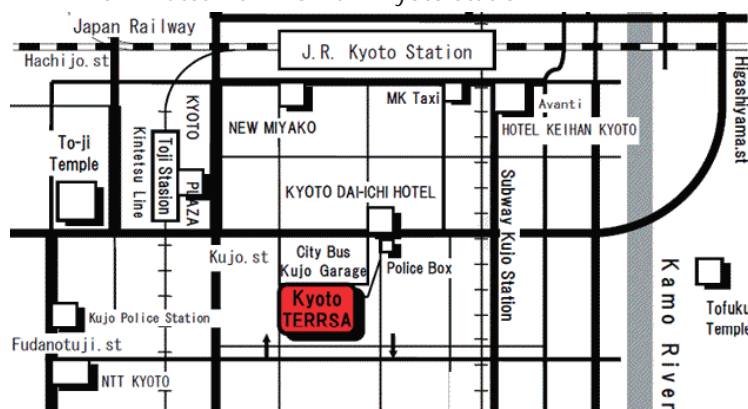 Japan Railway
J.R. Kyoto Station
Hachijo.st
Higashiyama.st
KYOTO
PLAZA
MK Taxi
Avanti
NEW MIYAKO
HOTEL KEIHAN KYOTO
To-ji
Temple
Kintetsu Line
Toji Stasion
KYOTO DAI-ICHI HOTEL
Subway Kujo Station
Kujo.st
City Bus
Kujo Garage
Police Box
Kamo River
Kyoto
TERRSA
Kujo Police Station
Tofuku
Temple
Fudanotuji.st
NTT KYOTO